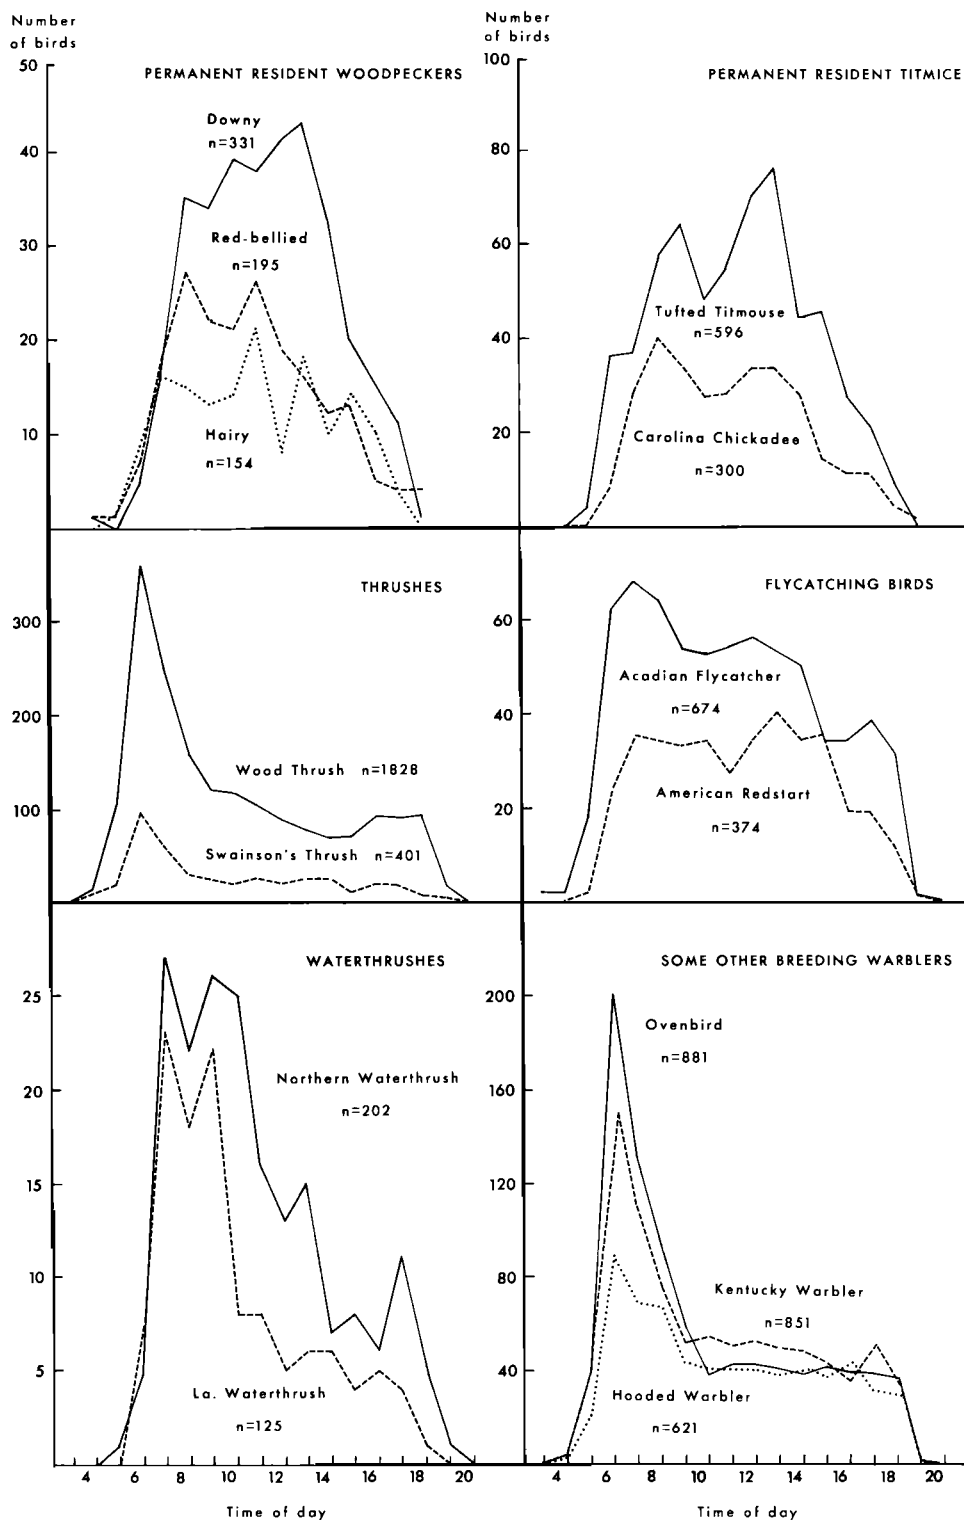 Number
of birds
50
PERMANENT RESIDENT WOODPECKERS
Downy
n=331
40
30
Red-bellied
n=195
20
Hairy
n=154
10
Number
of birds
100
PERMANENT RESIDENT TITMICE
80
60
Tufted Titmouse
n=596
40
Carolina Chickadee
n=300
20
THRUSHES
300
200
Wood Thrush n=1828
100
Swainson's Thrush n=401
FLYCATCHING BIRDS
60
Acadian Flycatcher
n=674
40
American Redstart
n=374
20
WATERTHRUSHES
25
Northern Waterthrush
n=202
20
15
10
5
La. Waterthrush
n=125
4 6 8 10 12 14 16 18 20
Time of day
SOME OTHER BREEDING WARBLERS
200
Ovenbird
n=881
160
120
80
Kentucky Warbler
n=851
40
Hooded Warbler
n=621
4 6 8 10 12 14 16 18 20
Time of day